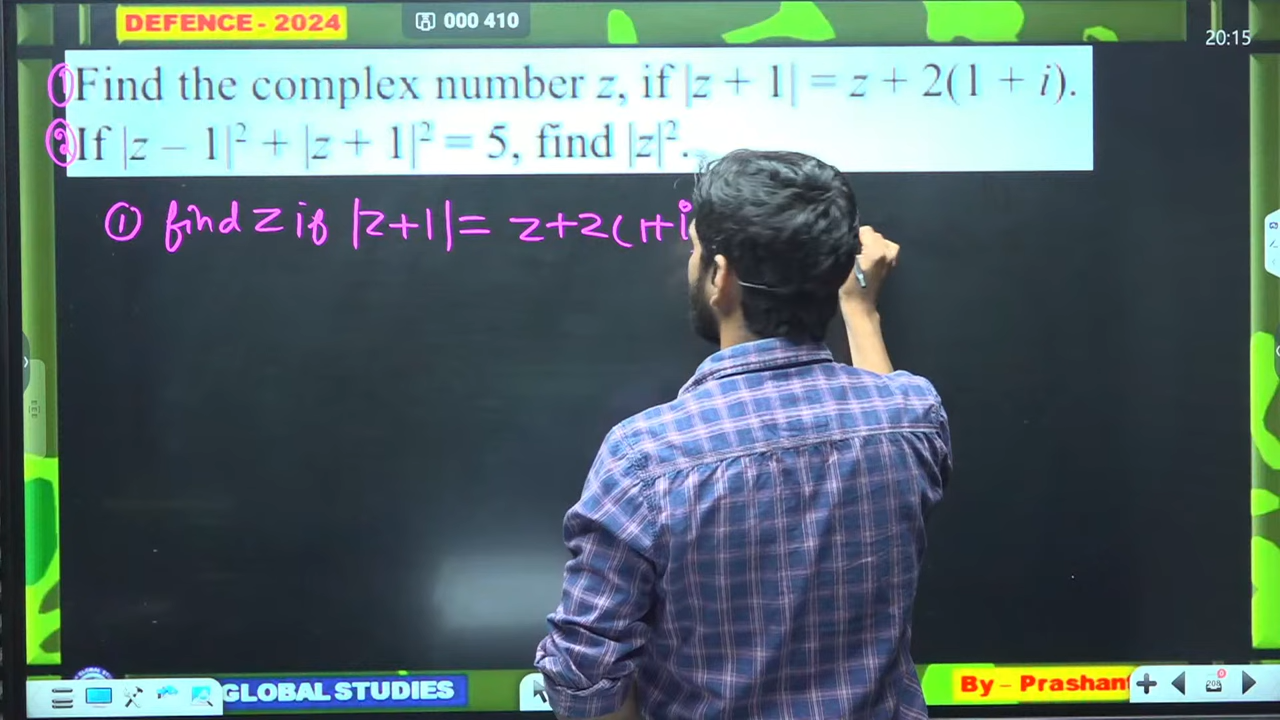 DEFENCE - 2024
000 410
20:15
① Find the complex number z, if |z + 1| = z + 2(1 + i).
② If |z − 1|² + |z + 1|² = 5, find |z|².
① find z if |z+1| = z+2(1+i
GLOBAL STUDIES
By – Prashant